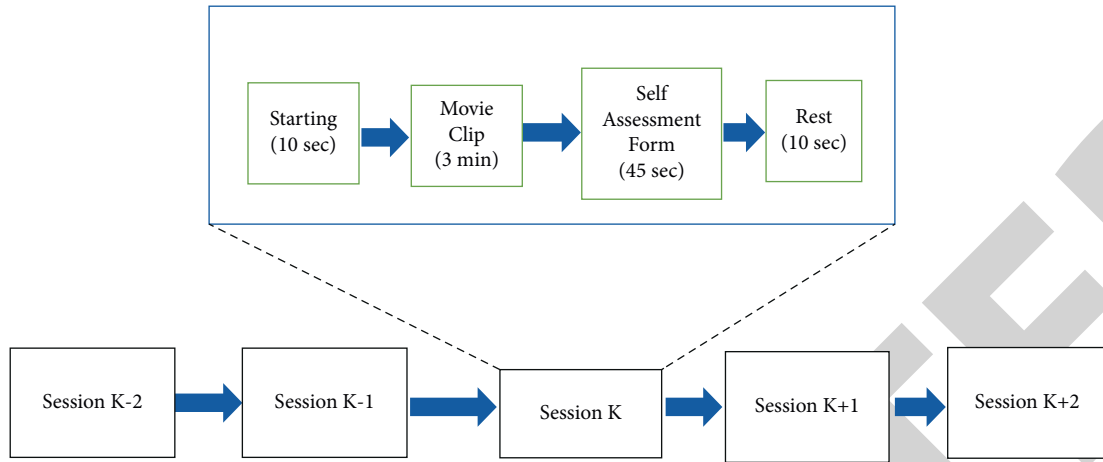 Starting
(10 sec)
Movie
Clip
(3 min)
Self
Assessment
Form
(45 sec)
Rest
(10 sec)
Session K-2
Session K-1
Session K
Session K+1
Session K+2